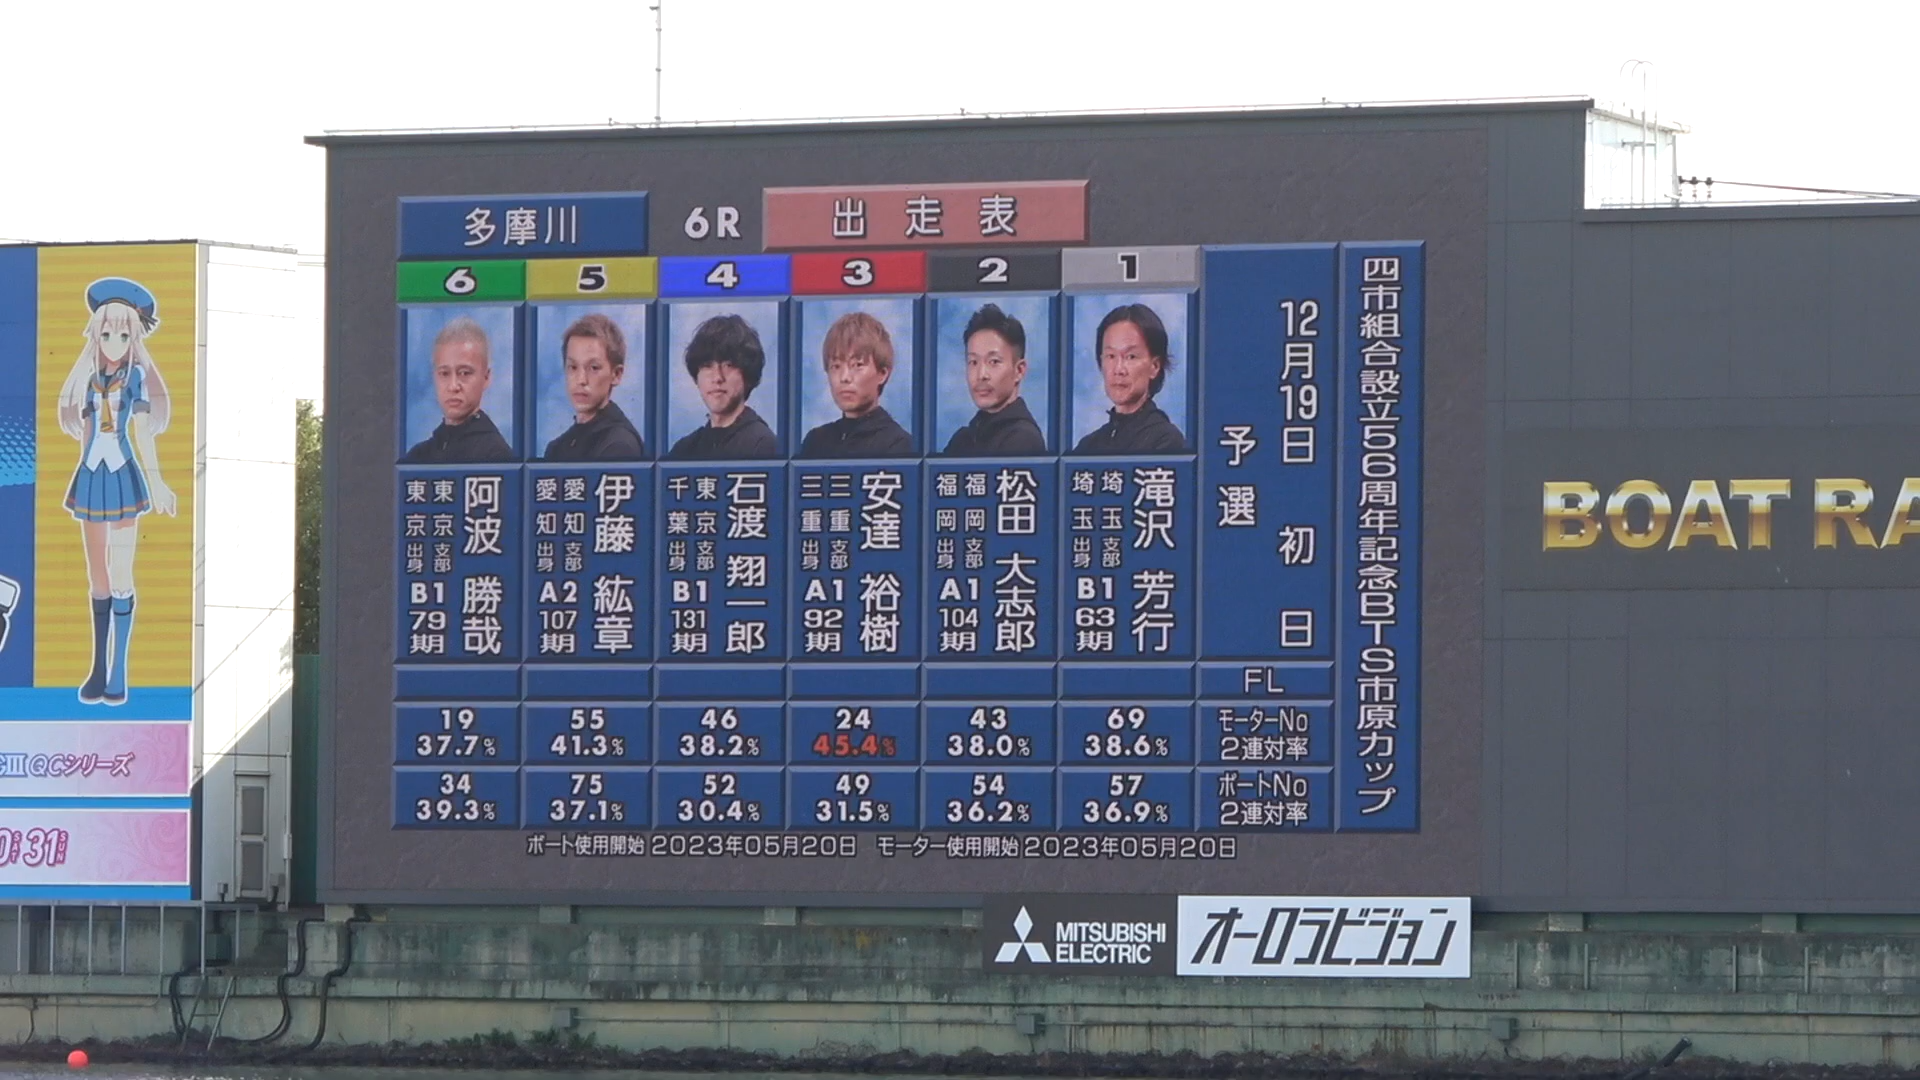 多摩川 6R 出走表
四市組合設立56周年記念BTS市原カップ
12月19日 初日
予選
1
滝沢 芳行
埼玉支部
埼玉出身
B1
63期
2
松田 大志郎
福岡支部
福岡出身
A1
104期
3
安達 裕樹
三重支部
三重出身
A1
92期
4
石渡 翔一郎
東京支部
千葉出身
B1
131期
5
伊藤 紘章
愛知支部
愛知出身
A2
107期
6
阿波 勝哉
東京支部
東京出身
B1
79期
FL
19 55 46 24 43 69 モーターNo
37.7% 41.3% 38.2% 45.4% 38.0% 38.6% 2連対率
34 75 52 49 54 57 ボートNo
39.3% 37.1% 30.4% 31.5% 36.2% 36.9% 2連対率
ボート使用開始2023年05月20日 モーター使用開始2023年05月20日
BOAT RA
MITSUBISHI
ELECTRIC
オーロラビジョン
III QCシリーズ
SAT 31 SUN